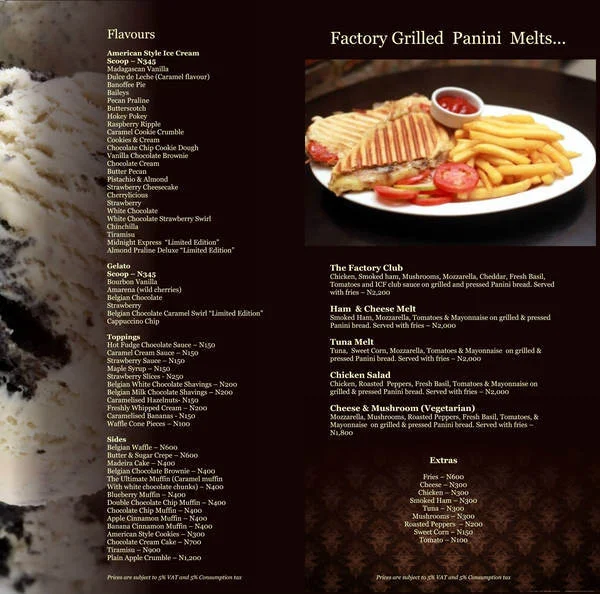 Flavours
American Style Ice Cream
Scoop – N345
Madagascan Vanilla
Dulce de Leche (Caramel flavour)
Banoffee Pie
Baileys
Pecan Praline
Butterscotch
Hokey Pokey
Raspberry Ripple
Caramel Cookie Crumble
Cookies & Cream
Chocolate Chip Cookie Dough
Vanilla Chocolate Brownie
Chocolate Cream
Butter Pecan
Pistachio & Almond
Strawberry Cheesecake
Cherrylicious
Strawberry
White Chocolate
White Chocolate Strawberry Swirl
Chinchilla
Tiramisu
Midnight Express “Limited Edition”
Almond Praline Deluxe “Limited Edition”
Gelato
Scoop – N345
Bourbon Vanilla
Amarena (wild cherries)
Belgian Chocolate
Strawberry
Belgian Chocolate Caramel Swirl “Limited Edition”
Cappuccino Chip
Toppings
Hot Fudge Chocolate Sauce – N150
Caramel Cream Sauce – N150
Strawberry Sauce – N150
Maple Syrup – N150
Strawberry Slices - N250
Belgian White Chocolate Shavings – N200
Belgian Milk Chocolate Shavings – N200
Caramelised Hazelnuts- N150
Freshly Whipped Cream – N200
Caramelised Bananas - N150
Waffle Cone Pieces – N100
Sides
Belgian Waffle – N600
Butter & Sugar Crepe – N600
Madeira Cake – N400
Belgian Chocolate Brownie – N400
The Ultimate Muffin (Caramel muffin
With white chocolate chunks) – N400
Blueberry Muffin – N400
Double Chocolate Chip Muffin – N400
Chocolate Chip Muffin – N400
Apple Cinnamon Muffin – N400
Banana Cinnamon Muffin – N400
American Style Cookies – N300
Chocolate Cream Cake – N700
Tiramisu – N900
Plain Apple Crumble – N1,200
Prices are subject to 5% VAT and 5% Consumption tax
Factory Grilled Panini Melts...
The Factory Club
Chicken, Smoked ham, Mushrooms, Mozzarella, Cheddar, Fresh Basil,
Tomatoes and ICF club sauce on grilled and pressed Panini bread. Served
with fries – N2,200
Ham & Cheese Melt
Smoked Ham, Mozzarella, Tomatoes & Mayonnaise on grilled & pressed
Panini bread. Served with fries – N2,000
Tuna Melt
Tuna, Sweet Corn, Mozzarella, Tomatoes & Mayonnaise on grilled &
pressed Panini bread. Served with fries – N2,000
Chicken Salad
Chicken, Roasted Peppers, Fresh Basil, Tomatoes & Mayonnaise on
grilled & pressed Panini bread. Served with fries – N2,000
Cheese & Mushroom (Vegetarian)
Mozzarella, Mushrooms, Roasted Peppers, Fresh Basil, Tomatoes, &
Mayonnaise on grilled & pressed Panini bread. Served with fries –
N1,800
Extras
Fries – N600
Cheese – N300
Chicken – N300
Smoked Ham – N300
Tuna – N300
Mushrooms – N300
Roasted Peppers – N200
Sweet Corn – N150
Tomato – N100
Prices are subject to 5% VAT and 5% Consumption tax